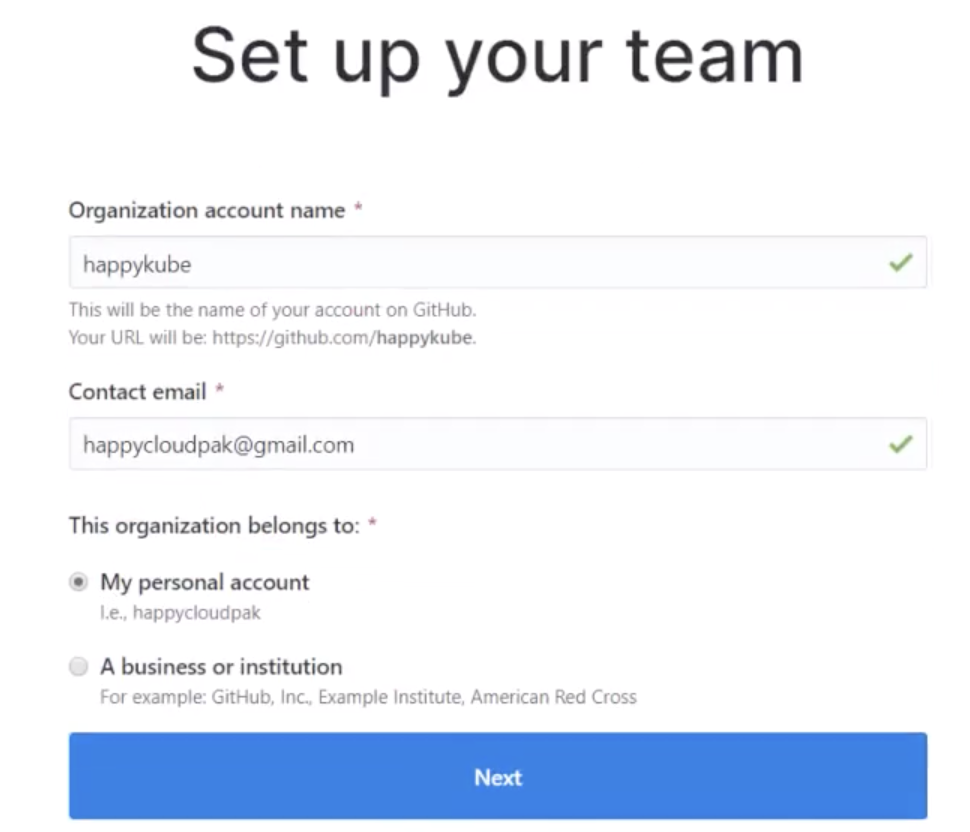 Set up your team
Organization account name *
happykube
This will be the name of your account on GitHub.
Your URL will be: https://github.com/happykube.
Contact email *
happycloudpak@gmail.com
This organization belongs to: *
My personal account
I.e., happycloudpak
A business or institution
For example: GitHub, Inc., Example Institute, American Red Cross
Next